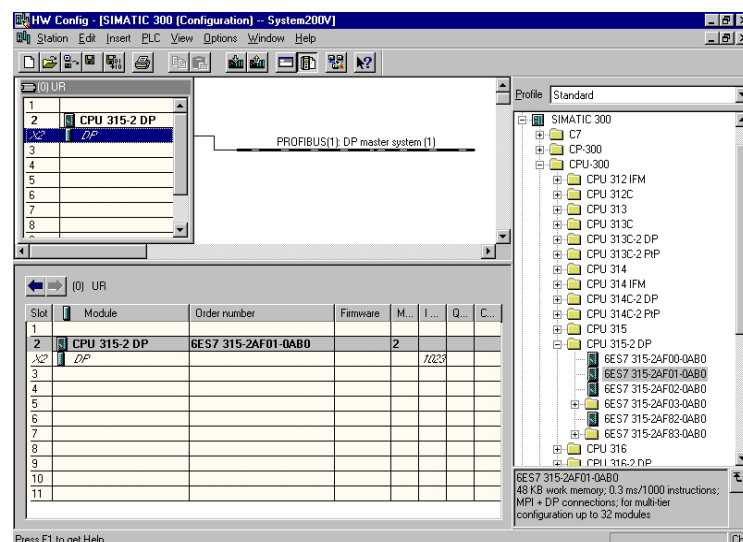 HW Config - [SIMATIC 300 (Configuration) -- System200V]
Station Edit Insert PLC View Options Window Help
(0) UR
1
2 CPU 315-2 DP
X2 DP
3
4
5
6
7
8
PROFIBUS(1): DP master system (1)
(0) UR
Slot Module Order number Firmware M... I ... Q... C...
1
2 CPU 315-2 DP 6ES7 315-2AF01-0AB0 2
X2 DP 1023
3
4
5
6
7
8
9
10
11
Profile Standard
SIMATIC 300
C7
CP-300
CPU-300
CPU 312 IFM
CPU 312C
CPU 313
CPU 313C
CPU 313C-2 DP
CPU 313C-2 PtP
CPU 314
CPU 314 IFM
CPU 314C-2 DP
CPU 314C-2 PtP
CPU 315
CPU 315-2 DP
6ES7 315-2AF00-0AB0
6ES7 315-2AF01-0AB0
6ES7 315-2AF02-0AB0
6ES7 315-2AF03-0AB0
6ES7 315-2AF82-0AB0
6ES7 315-2AF83-0AB0
CPU 316
CPU 316-2 DP
6ES7 315-2AF01-0AB0
48 KB work memory; 0.3 ms/1000 instructions;
MPI + DP connections; for multi-tier
configuration up to 32 modules
Press F1 to get Help.
Ch